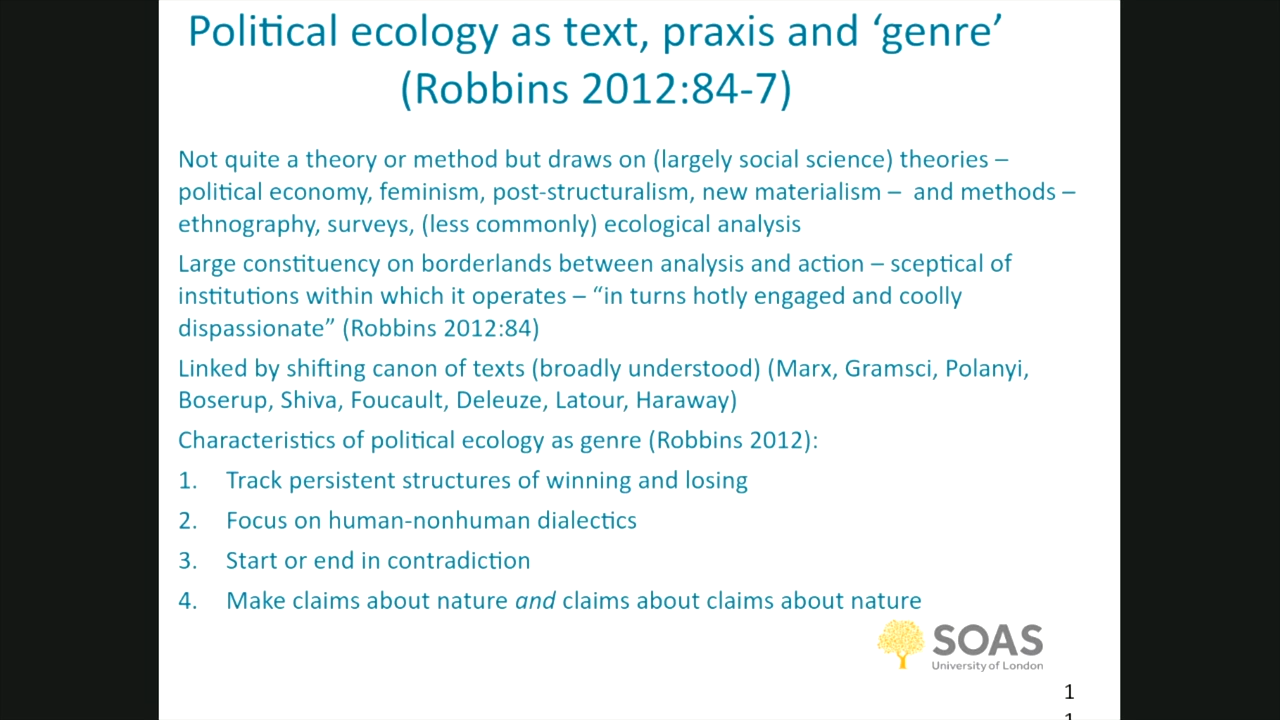 Political ecology as text, praxis and ‘genre’
(Robbins 2012:84-7)
Not quite a theory or method but draws on (largely social science) theories –
political economy, feminism, post-structuralism, new materialism – and methods –
ethnography, surveys, (less commonly) ecological analysis
Large constituency on borderlands between analysis and action – sceptical of
institutions within which it operates – “in turns hotly engaged and coolly
dispassionate” (Robbins 2012:84)
Linked by shifting canon of texts (broadly understood) (Marx, Gramsci, Polanyi,
Boserup, Shiva, Foucault, Deleuze, Latour, Haraway)
Characteristics of political ecology as genre (Robbins 2012):
1. Track persistent structures of winning and losing
2. Focus on human-nonhuman dialectics
3. Start or end in contradiction
4. Make claims about nature and claims about claims about nature
SOAS
University of London
1
1